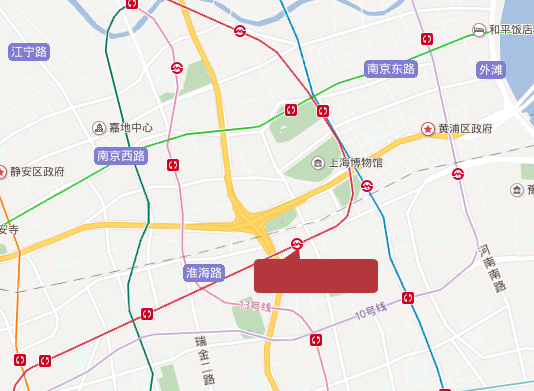 和平饭店
江宁路
南京东路
外滩
嘉地中心
黄浦区政府
南京西路
上海博物馆
静安区政府
豫
安寺
淮海路
河南南路
13号线
10号线
瑞金二路